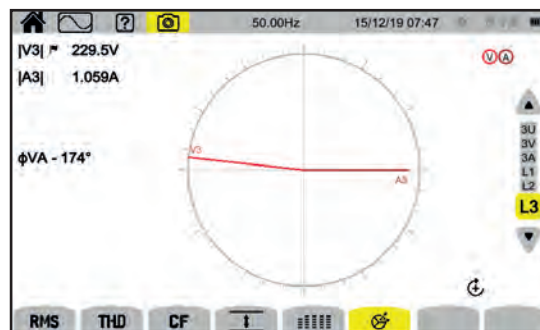 ?
50.00Hz 15/12/19 07:47
|V3| 229.5V
|A3| 1.059A
V A
ϕVA - 174°
V3
A3
3U
3V
3A
L1
L2
L3
RMS THD CF